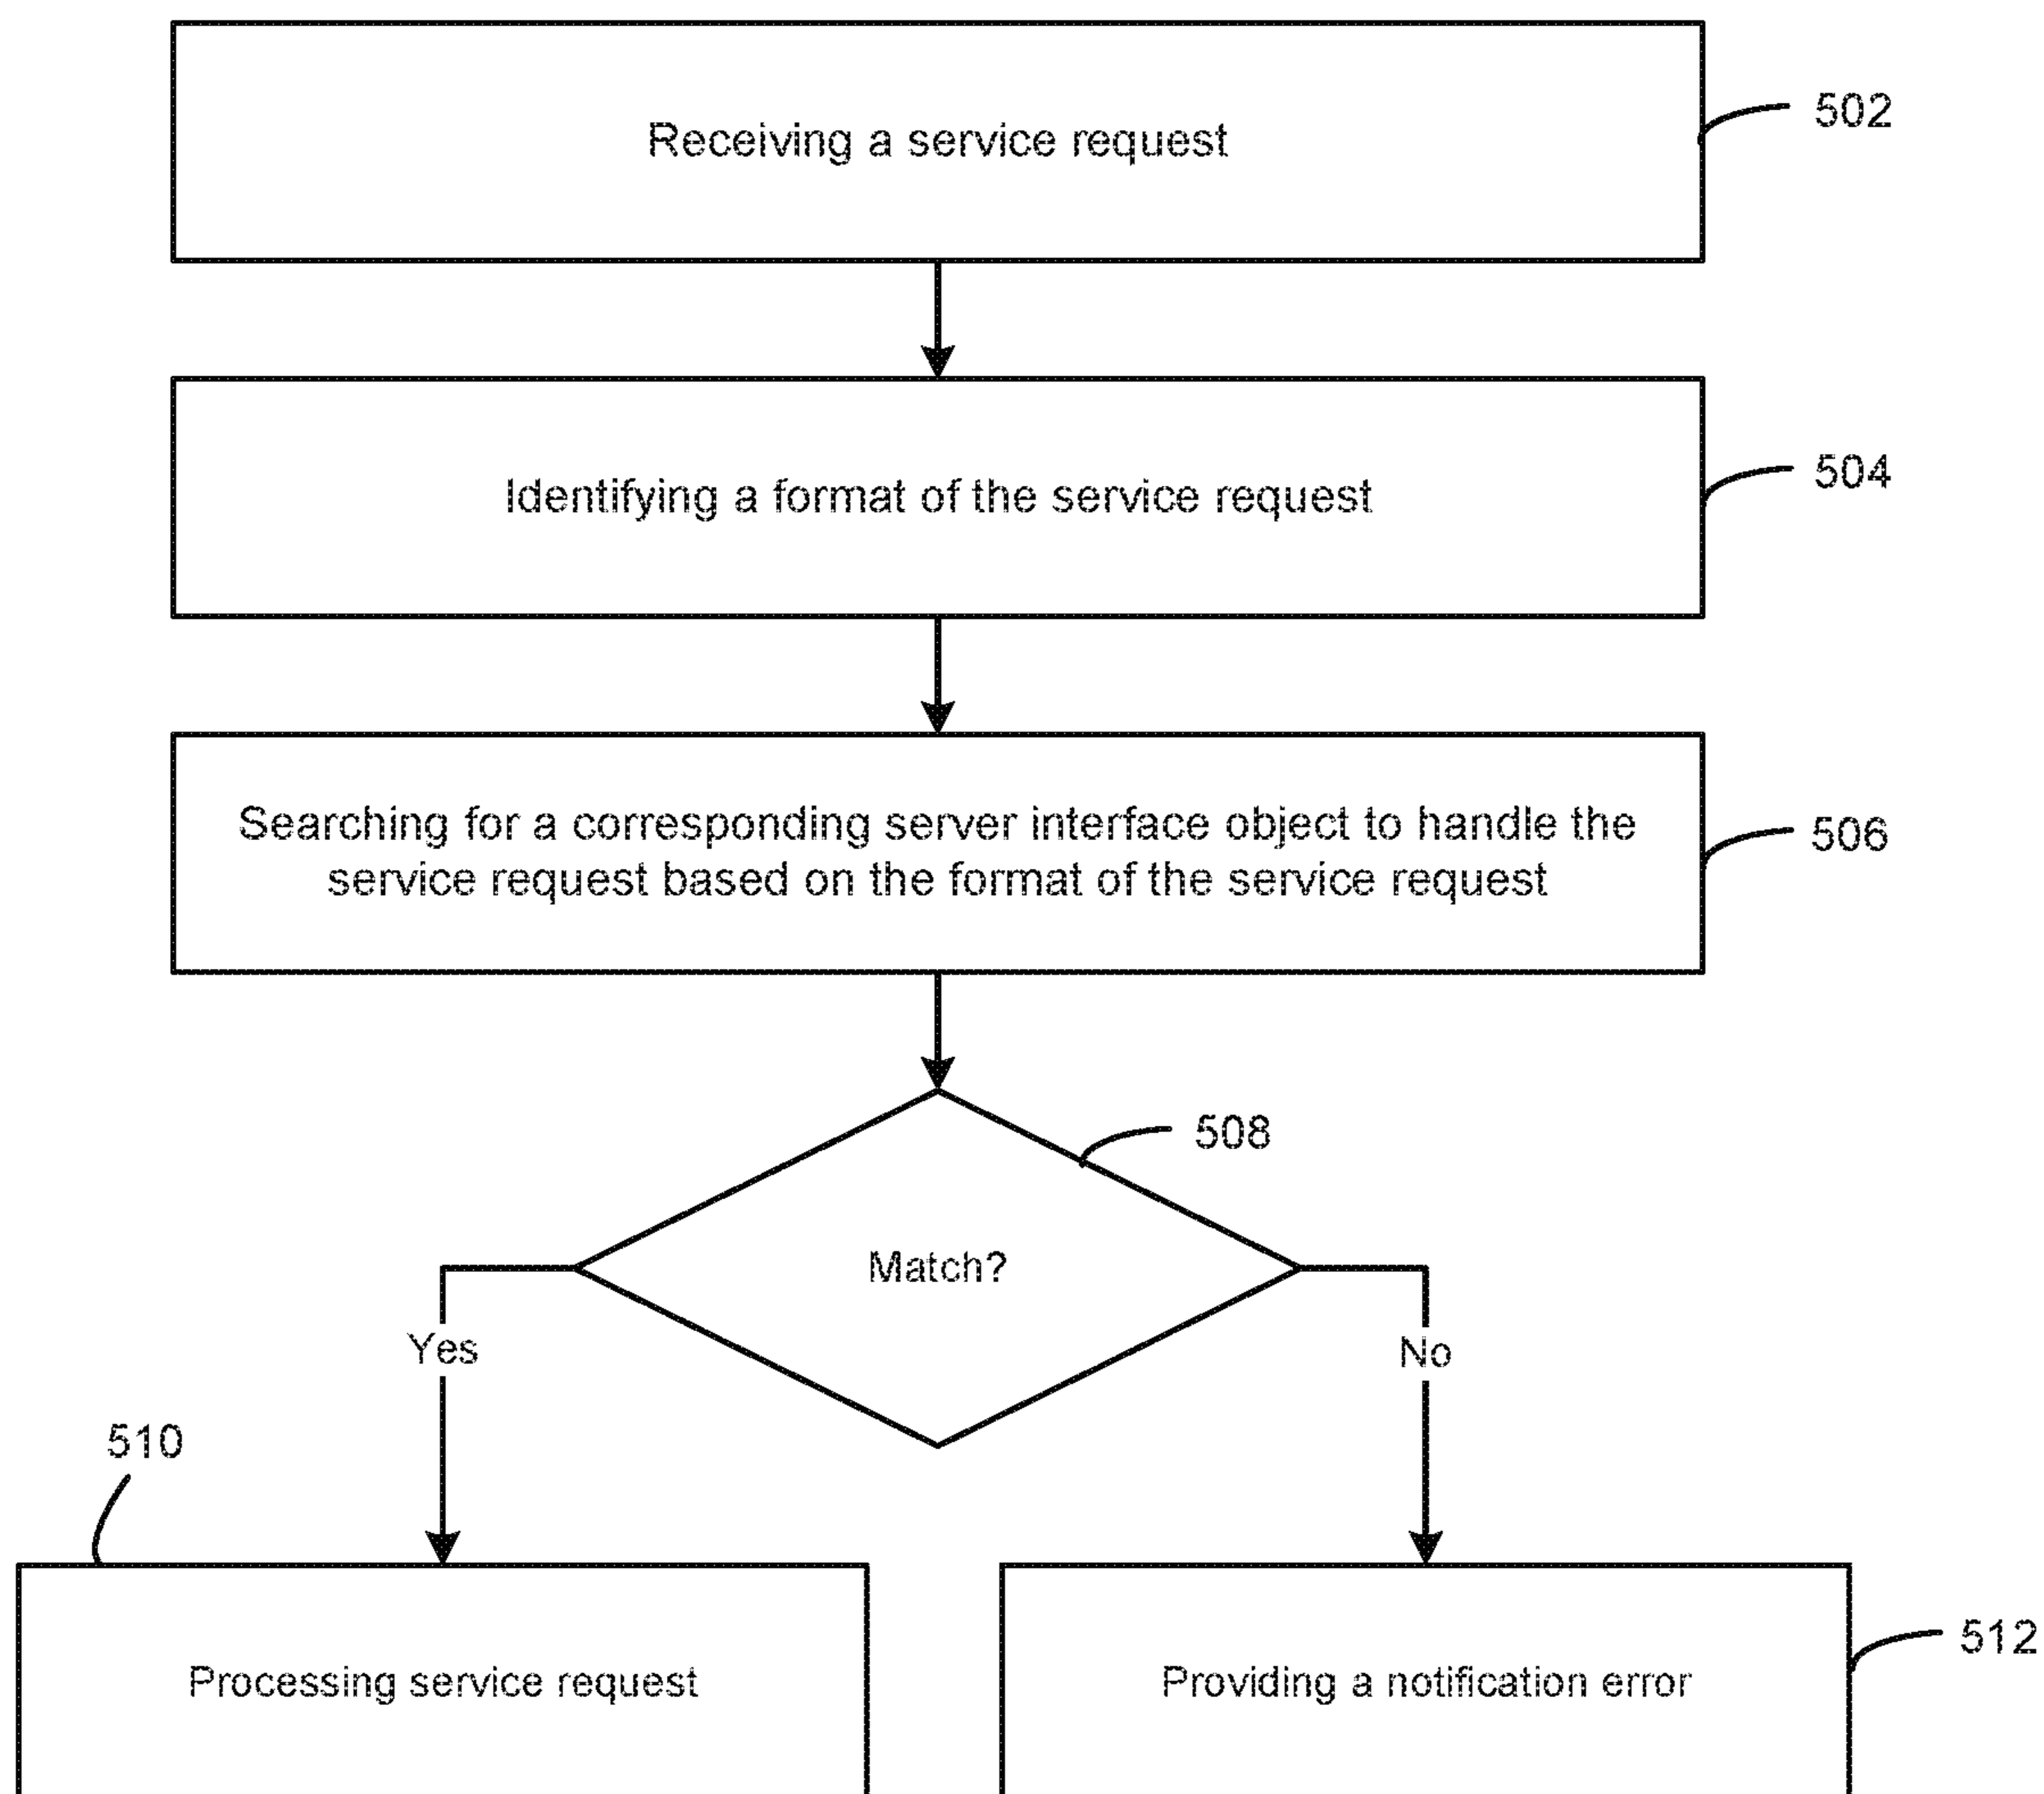 Receiving a service request
502
Identifying a format of the service request
504
Searching for a corresponding server interface object to handle the
service request based on the format of the service request
506
508
Match?
Yes
No
510
Processing service request
Providing a notification error
512